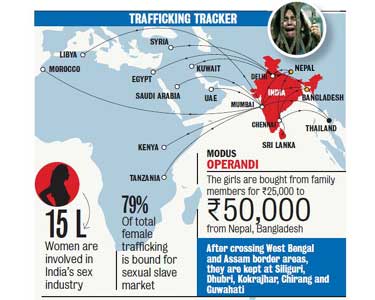 TRAFFICKING TRACKER
SYRIA
LIBYA
MOROCCO
KUWAIT
EGYPT
DELHI
NEPAL
INDIA
SAUDI ARABIA
UAE
BANGLADESH
MUMBAI
CHENNAI
THAILAND
SRI LANKA
KENYA
TANZANIA
15 L
Women are
involved in
India's sex
industry
79%
Of total
female
trafficking
is bound for
sexual slave
market
MODUS
OPERANDI
The girls are bought from family
members for ₹25,000 to
₹50,000
from Nepal, Bangladesh
After crossing West Bengal
and Assam border areas,
they are kept at Siliguri,
Dhubri, Kokrajhar, Chirang and
Guwahati